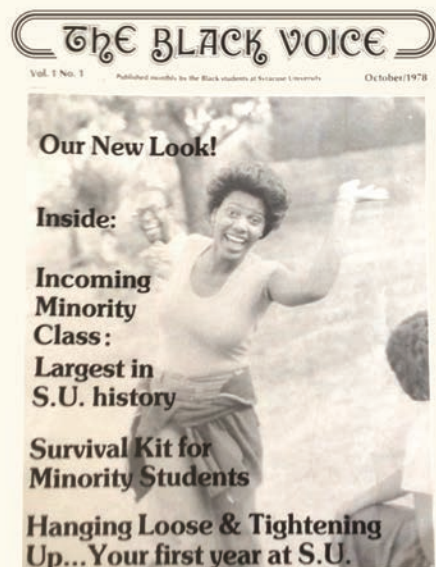 The BLACK VOICE
Vol. 1 No. 1
Published monthly by the Black students at Syracuse University
October/1978
Our New Look!
Inside:
Incoming
Minority
Class:
Largest in
S.U. history
Survival Kit for
Minority Students
Hanging Loose & Tightening
Up...Your first year at S.U.